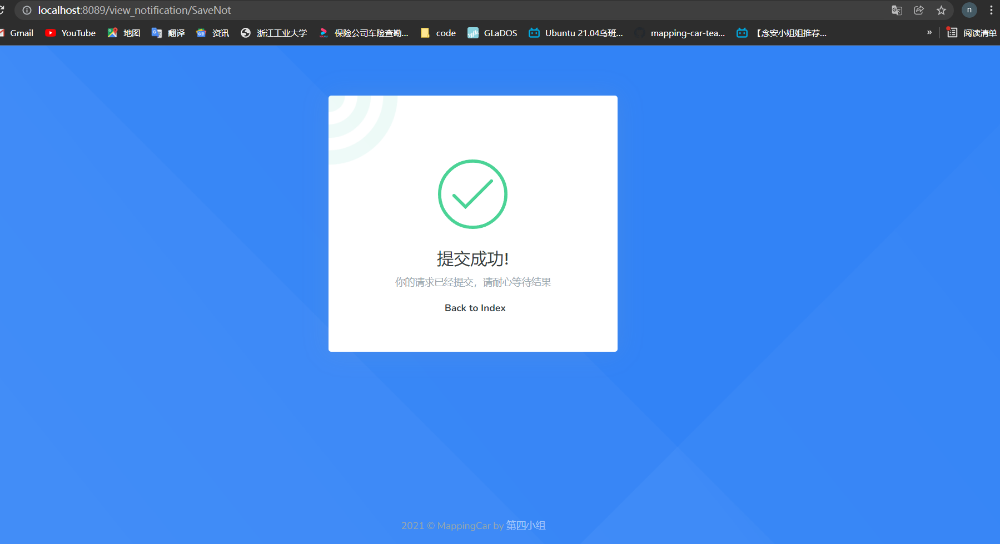 localhost:8089/view_notification/SaveNot
n
Gmail YouTube 地图 翻译 资讯 浙江工业大学 保险公司车险查勘... code GLaDOS Ubuntu 21.04乌班... mapping-car-tea... 【念安小姐姐推荐... » 阅读清单
提交成功!
你的请求已经提交，请耐心等待结果
Back to Index
2021 © MappingCar by 第四小组